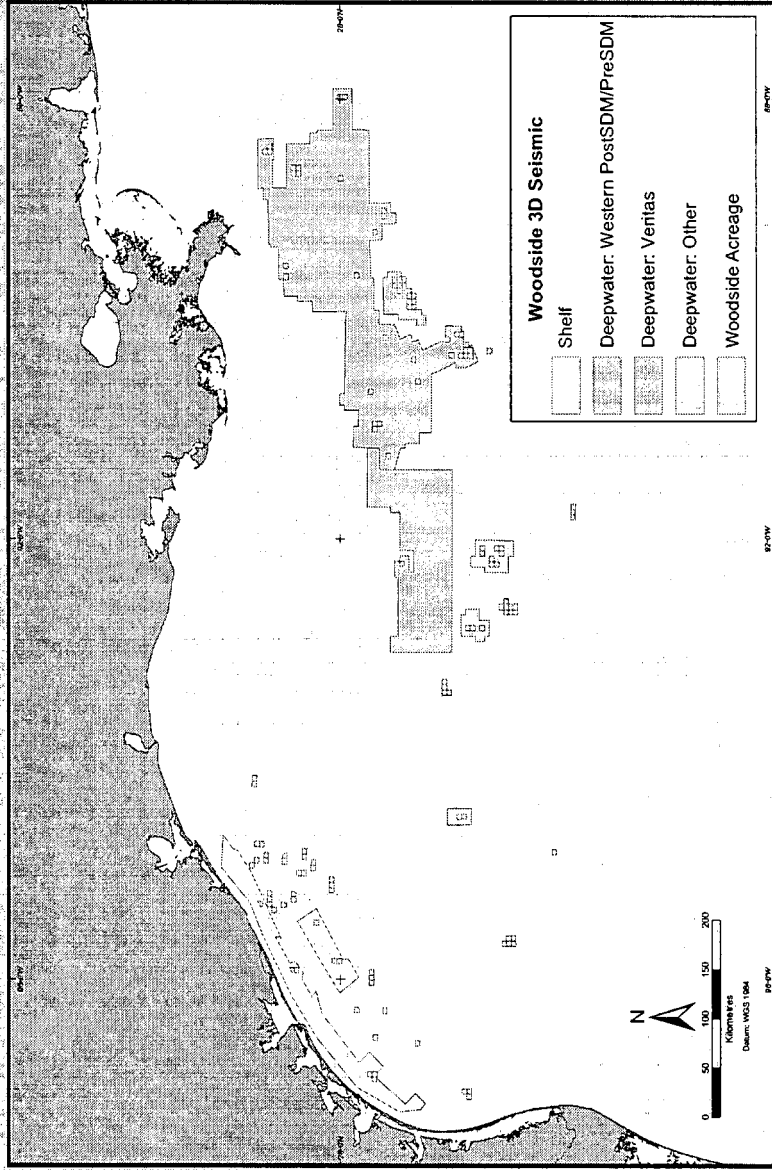 Woodside 3D Seismic
Shelf
Deepwater: Western PostSDM/PreSDM
Deepwater: Veritas
Deepwater: Other
Woodside Acreage
N
0 50 100 150 200
Kilometres
Datum: WGS 1984